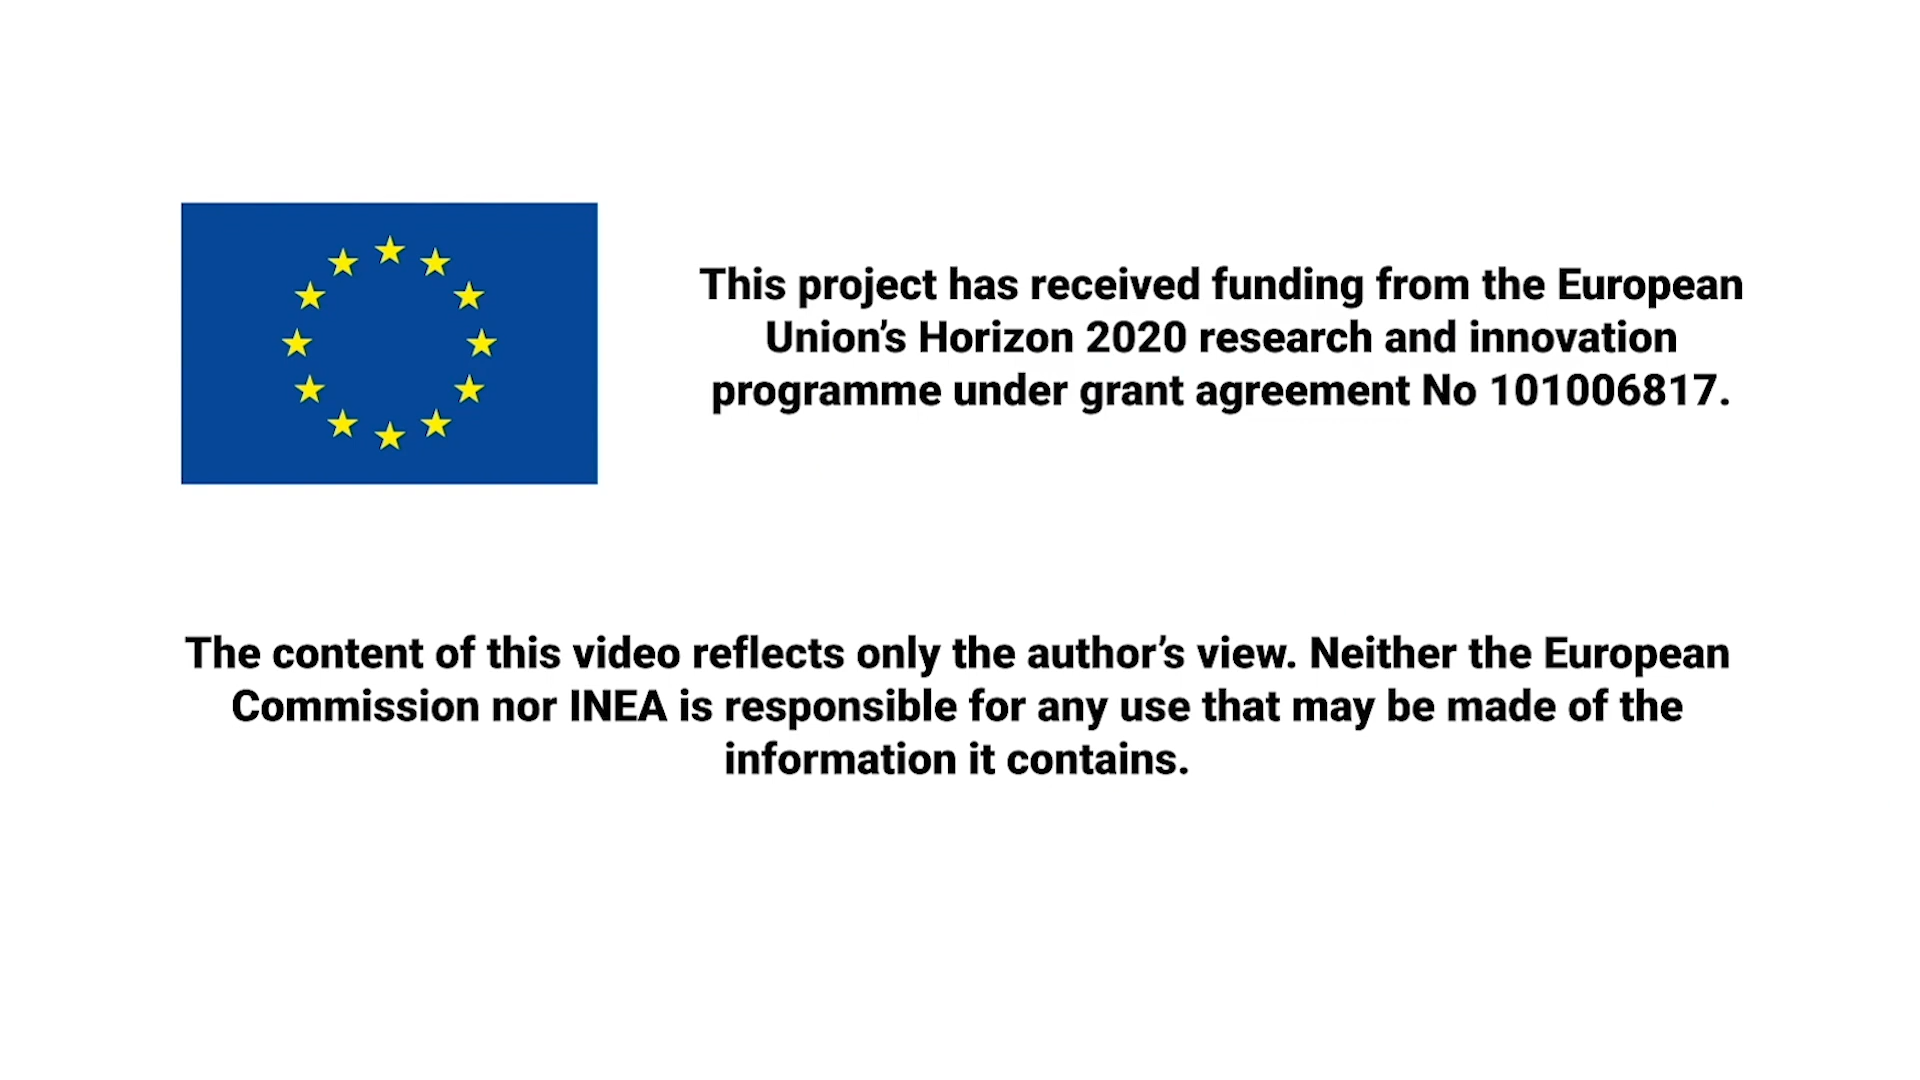 This project has received funding from the European
Union’s Horizon 2020 research and innovation
programme under grant agreement No 101006817.
The content of this video reflects only the author’s view. Neither the European
Commission nor INEA is responsible for any use that may be made of the
information it contains.